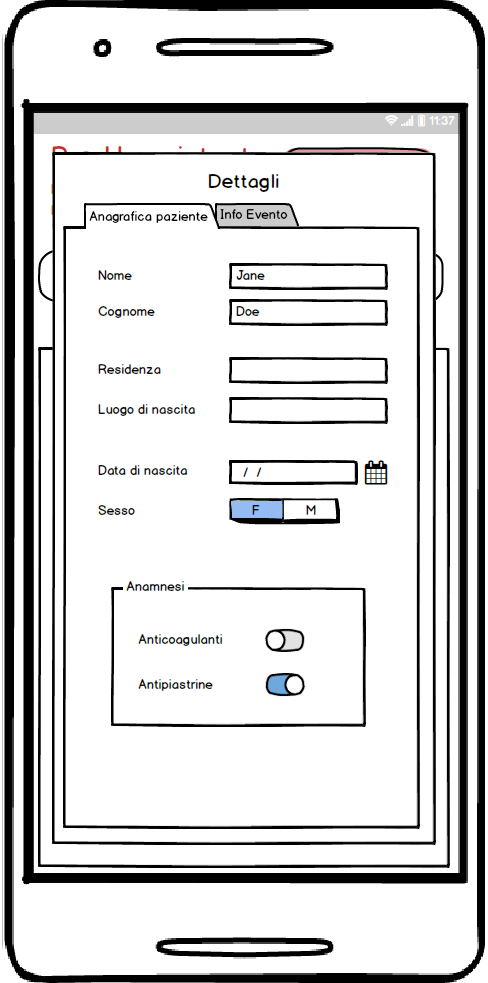 11:37
Dettagli
Anagrafica paziente
Info Evento
Nome
Jane
Cognome
Doe
Residenza
Luogo di nascita
Data di nascita
/ /
Sesso
F
M
Anamnesi
Anticoagulanti
Antipiastrine